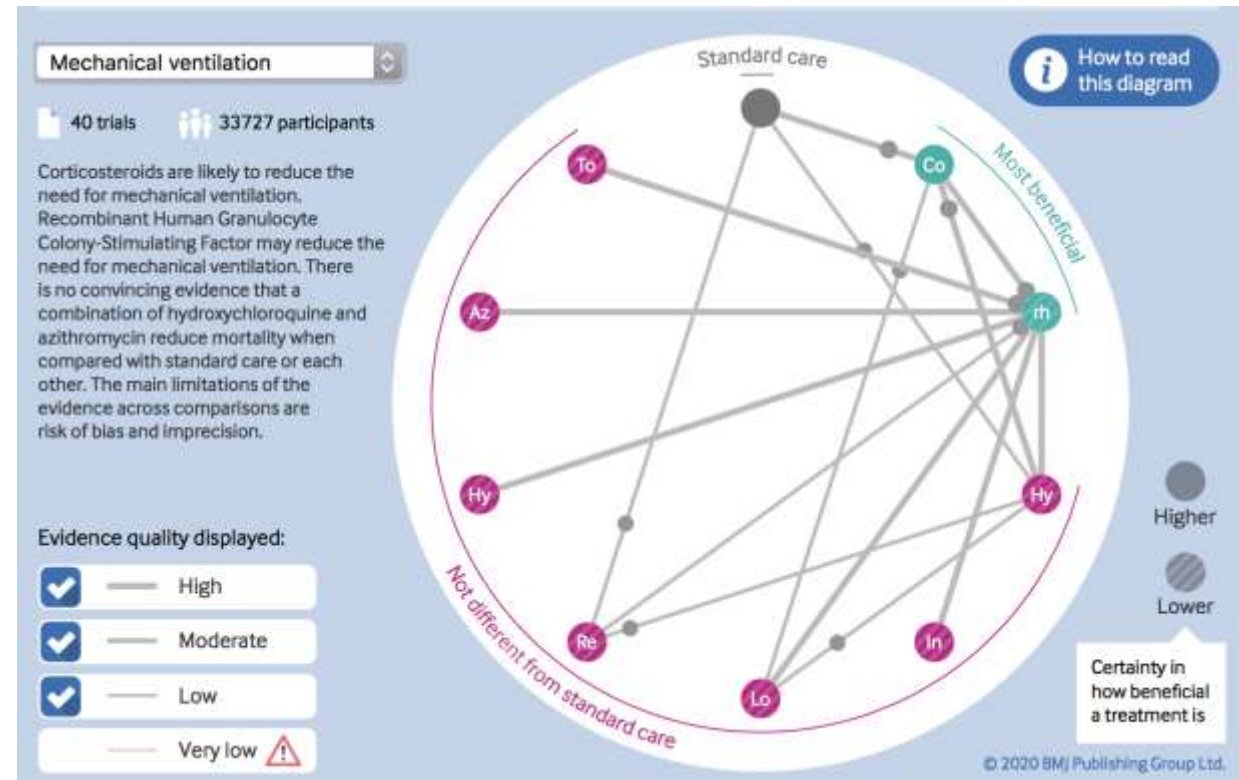 Mechanical ventilation
40 trials
33727 participants
Corticosteroids are likely to reduce the
need for mechanical ventilation.
Recombinant Human Granulocyte
Colony-Stimulating Factor may reduce the
need for mechanical ventilation. There
is no convincing evidence that a
combination of hydroxychloroquine and
azithromycin reduce mortality when
compared with standard care or each
other. The main limitations of the
evidence across comparisons are
risk of bias and imprecision.
Evidence quality displayed:
High
Moderate
Low
Very low
Standard care
Co
Most beneficial
rh
Hy
In
Lo
Re
Hy
Az
To
Not different from standard care
i
How to read
this diagram
Higher
Lower
Certainty in
how beneficial
a treatment is
© 2020 BMJ Publishing Group Ltd.